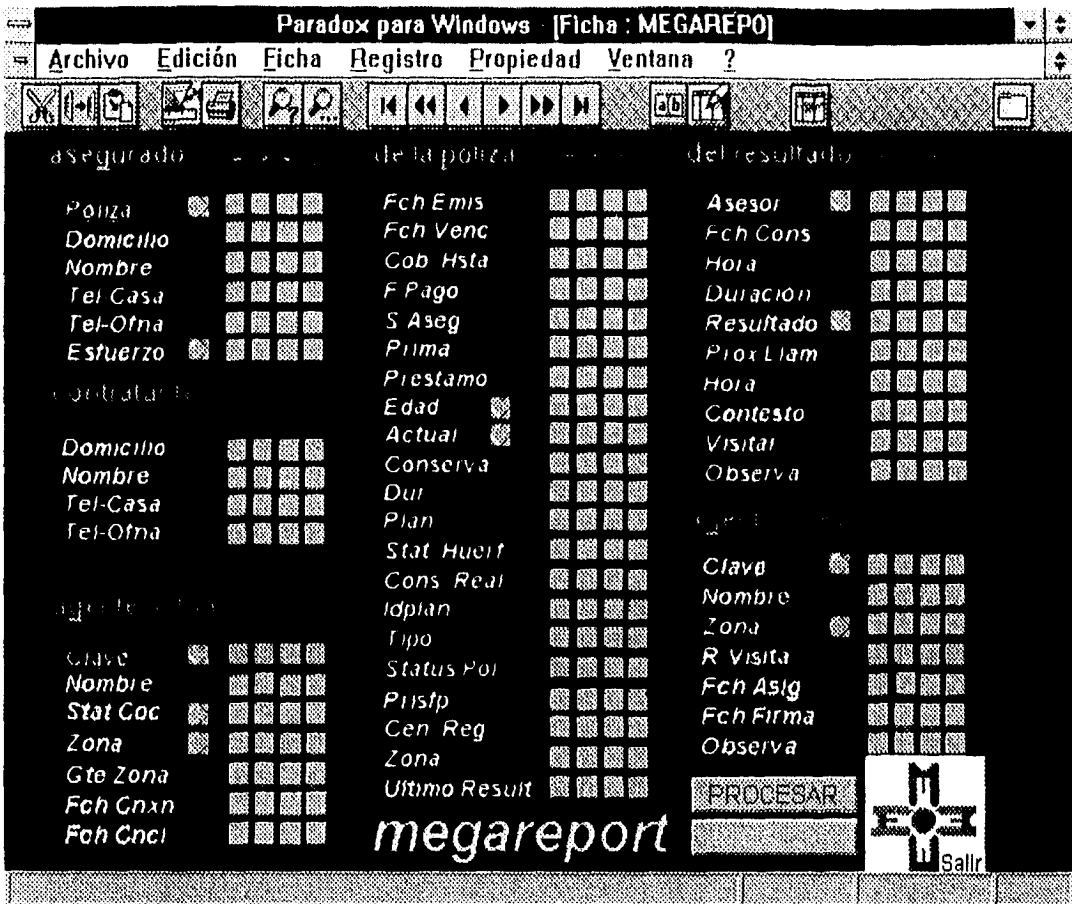 Paradox para Windows - [Ficha : MEGAREPO]
Archivo Edición Ficha Registro Propiedad Ventana ?
asegurado
Poliza
Domicilio
Nombre
Tel-Casa
Tel-Ofna
Esfuerzo
contratante
Domicilio
Nombre
Tel-Casa
Tel-Ofna
agente
Clave
Nombre
Stat Coc
Zona
Gte Zona
Fch Cnxn
Fch Cncl
de la poliza
Fch Emis
Fch Venc
Cob Hsta
F Pago
S Aseg
Prima
Prestamo
Edad
Actual
Conserva
Dur
Plan
Stat Huerf
Cons Real
Idplan
Tipo
Status Pol
Prisfp
Cen Reg
Zona
Ultimo Result
megareport
del resultado
Asesor
Fch Cons
Hora
Duración
Resultado
Prox Llam
Hora
Contesto
Visitar
Observa
Clave
Nombre
Zona
R Visita
Fch Asig
Fch Firma
Observa
PROCESAR
Salir